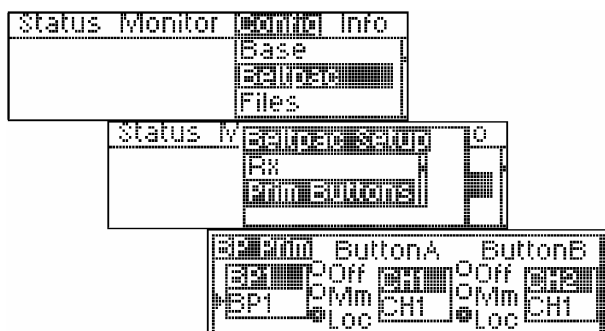 Status Monitor Config Info
Base
Beltpac
Files
Status M o
Beltpac Setup
Rx
Prim Buttons
BP Prim ButtonA ButtonB
BP1 Off CH1 Off CH2
BP1 Mm CH1 Mm CH1
Loc Loc